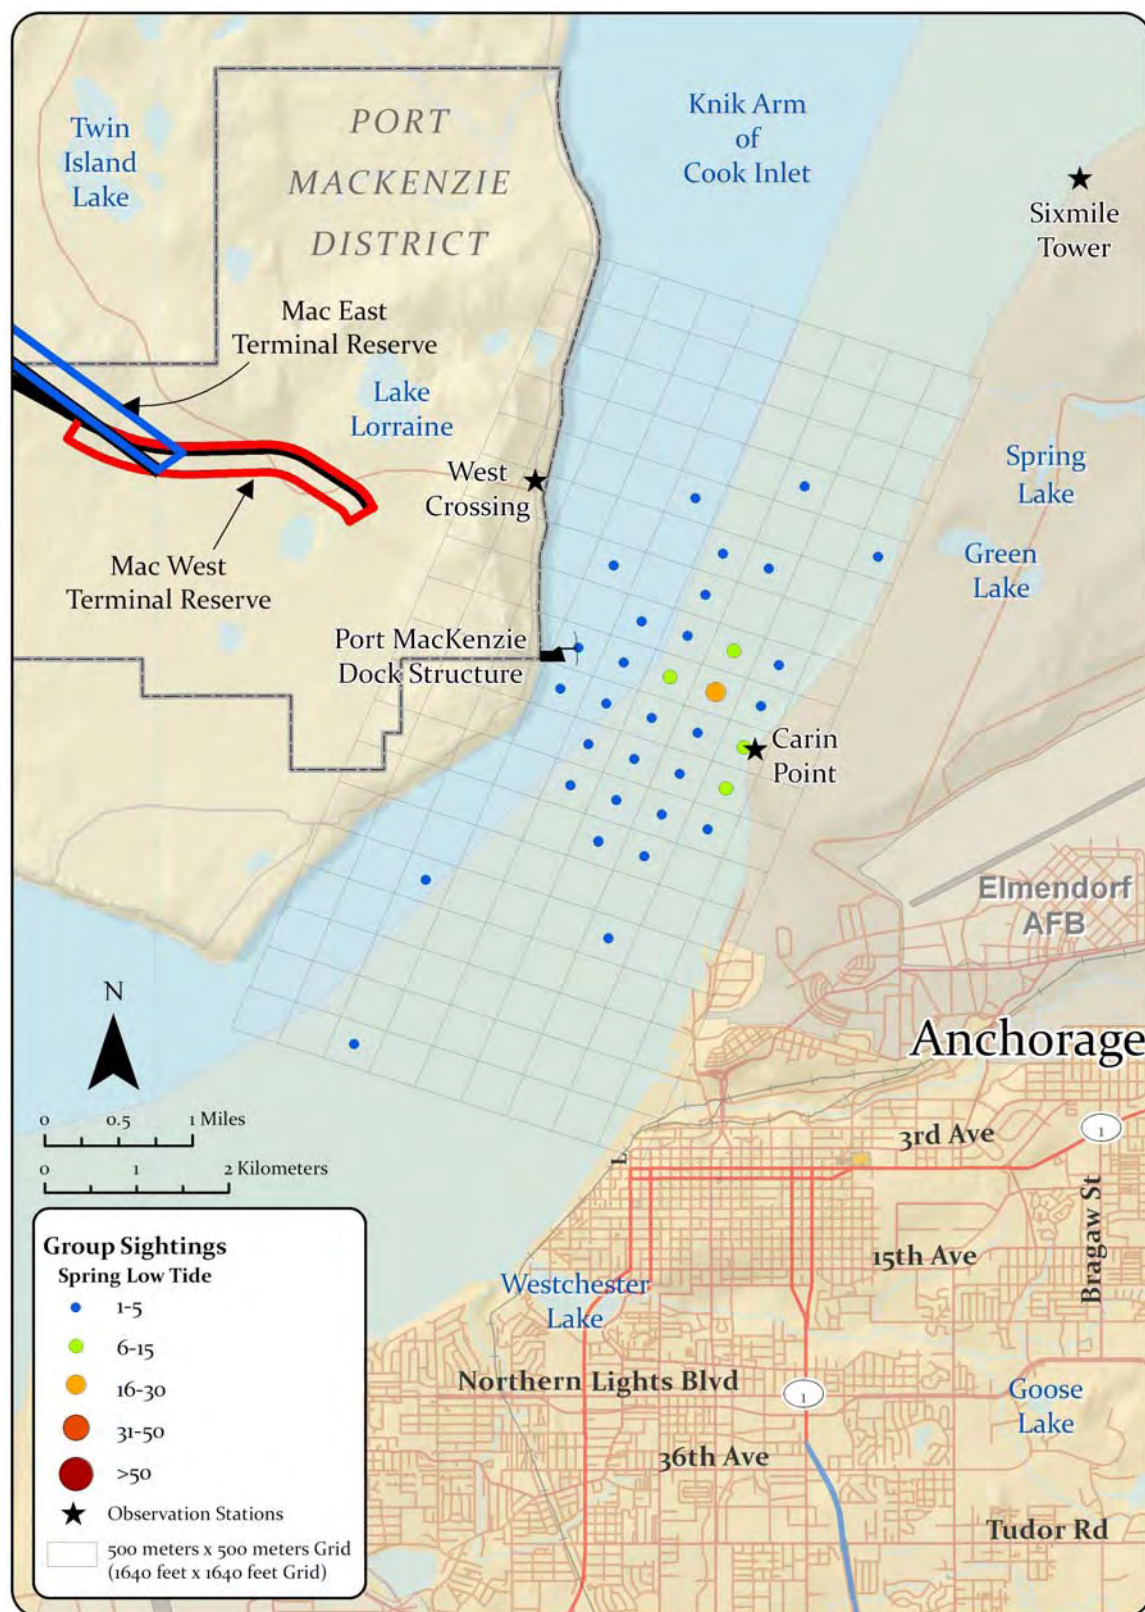 Knik Arm
of
Cook Inlet
Twin
Island
Lake
PORT
MACKENZIE
DISTRICT
Sixmile
Tower
Mac East
Terminal Reserve
Lake
Lorraine
West
Crossing
Spring
Lake
Green
Lake
Mac West
Terminal Reserve
Port MacKenzie
Dock Structure
Carin
Point
Elmendorf
AFB
N
Anchorage
0 0.5 1 Miles
0 1 2 Kilometers
3rd Ave
1
L
15th Ave
Bragaw St
Westchester
Lake
Northern Lights Blvd
1
Goose
Lake
36th Ave
Tudor Rd
Group Sightings
Spring Low Tide
1-5
6-15
16-30
31-50
>50
Observation Stations
500 meters x 500 meters Grid
(1640 feet x 1640 feet Grid)